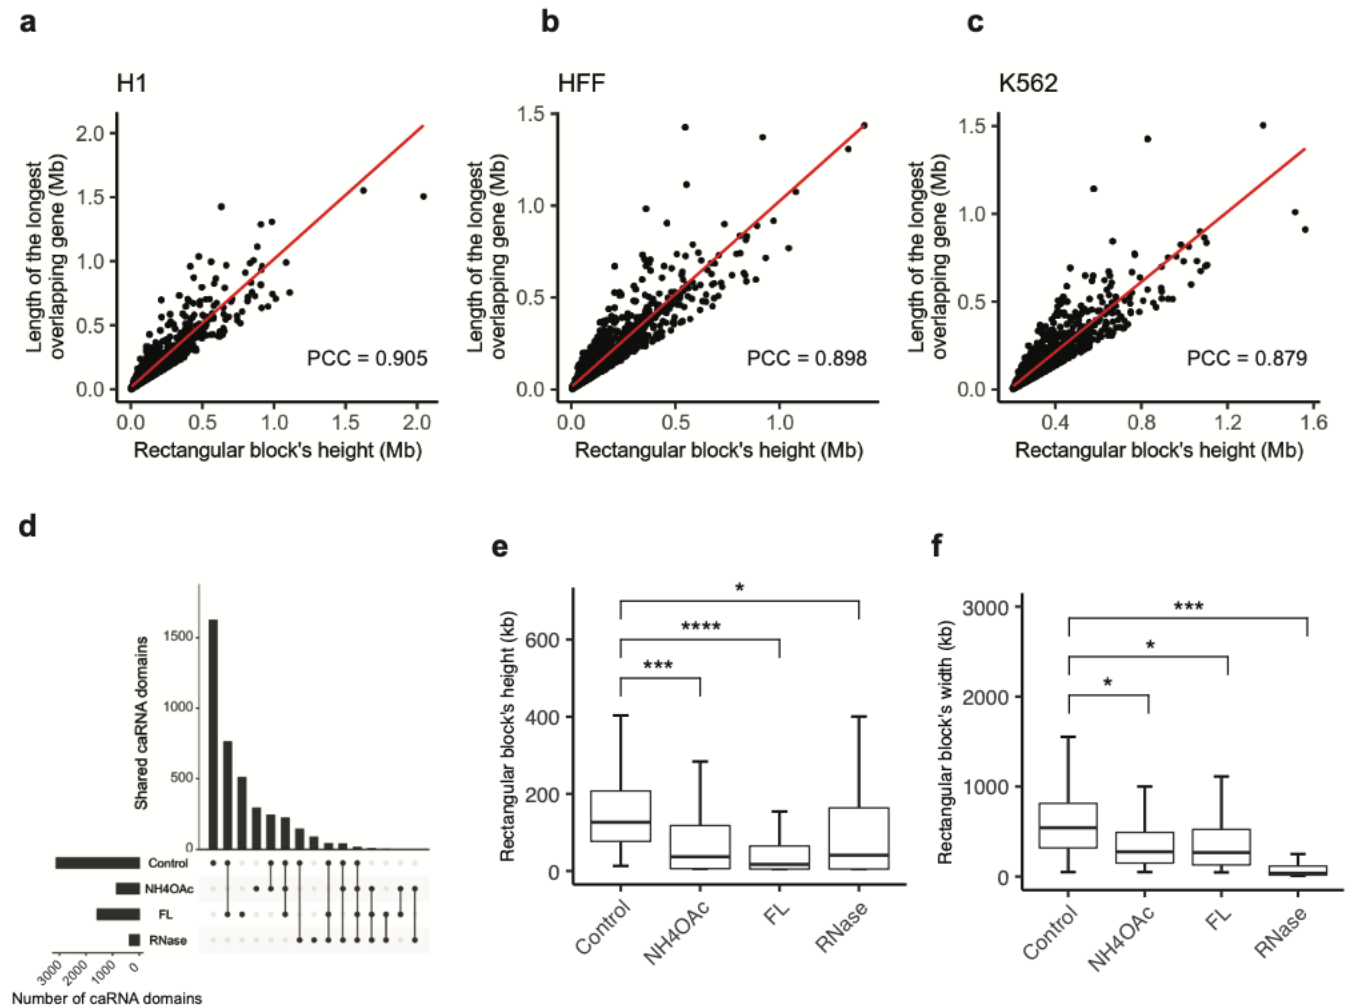 a
b
c
H1
HFF
K562
Length of the longest
overlapping gene (Mb)
2.0
1.5
1.0
0.5
0.0
PCC = 0.905
0.0 0.5 1.0 1.5 2.0
Rectangular block's height (Mb)
Length of the longest
overlapping gene (Mb)
1.5
1.0
0.5
0.0
PCC = 0.898
0.0 0.5 1.0
Rectangular block's height (Mb)
Length of the longest
overlapping gene (Mb)
1.5
1.0
0.5
0.0
PCC = 0.879
0.4 0.8 1.2 1.6
Rectangular block's height (Mb)
d
Shared caRNA domains
1500
1000
500
0
Control
NH4OAc
FL
RNase
3000 2000 1000 0
Number of caRNA domains
e
Rectangular block's height (kb)
600
400
200
0
*
****
***
Control NH4OAc FL RNase
f
Rectangular block's width (kb)
3000
2000
1000
0
***
*
*
Control NH4OAc FL RNase